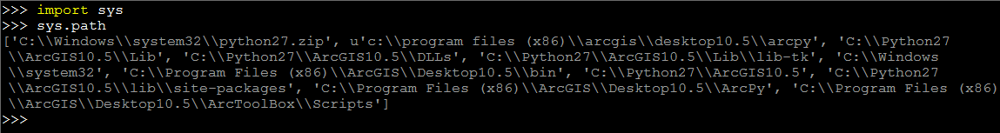 >>> import sys
>>> sys.path
['C:\\Windows\\system32\\python27.zip', u'c:\\program files (x86)\\arcgis\\desktop10.5\\arcpy', 'C:\\Python27
\\ArcGIS10.5\\Lib', 'C:\\Python27\\ArcGIS10.5\\DLLs', 'C:\\Python27\\ArcGIS10.5\\Lib\\lib-tk', 'C:\\Windows
\\system32', 'C:\\Program Files (x86)\\ArcGIS\\Desktop10.5\\bin', 'C:\\Python27\\ArcGIS10.5', 'C:\\Python27
\\ArcGIS10.5\\lib\\site-packages', 'C:\\Program Files (x86)\\ArcGIS\\Desktop10.5\\ArcPy', 'C:\\Program Files (x86)
\\ArcGIS\\Desktop10.5\\ArcToolBox\\Scripts']
>>>